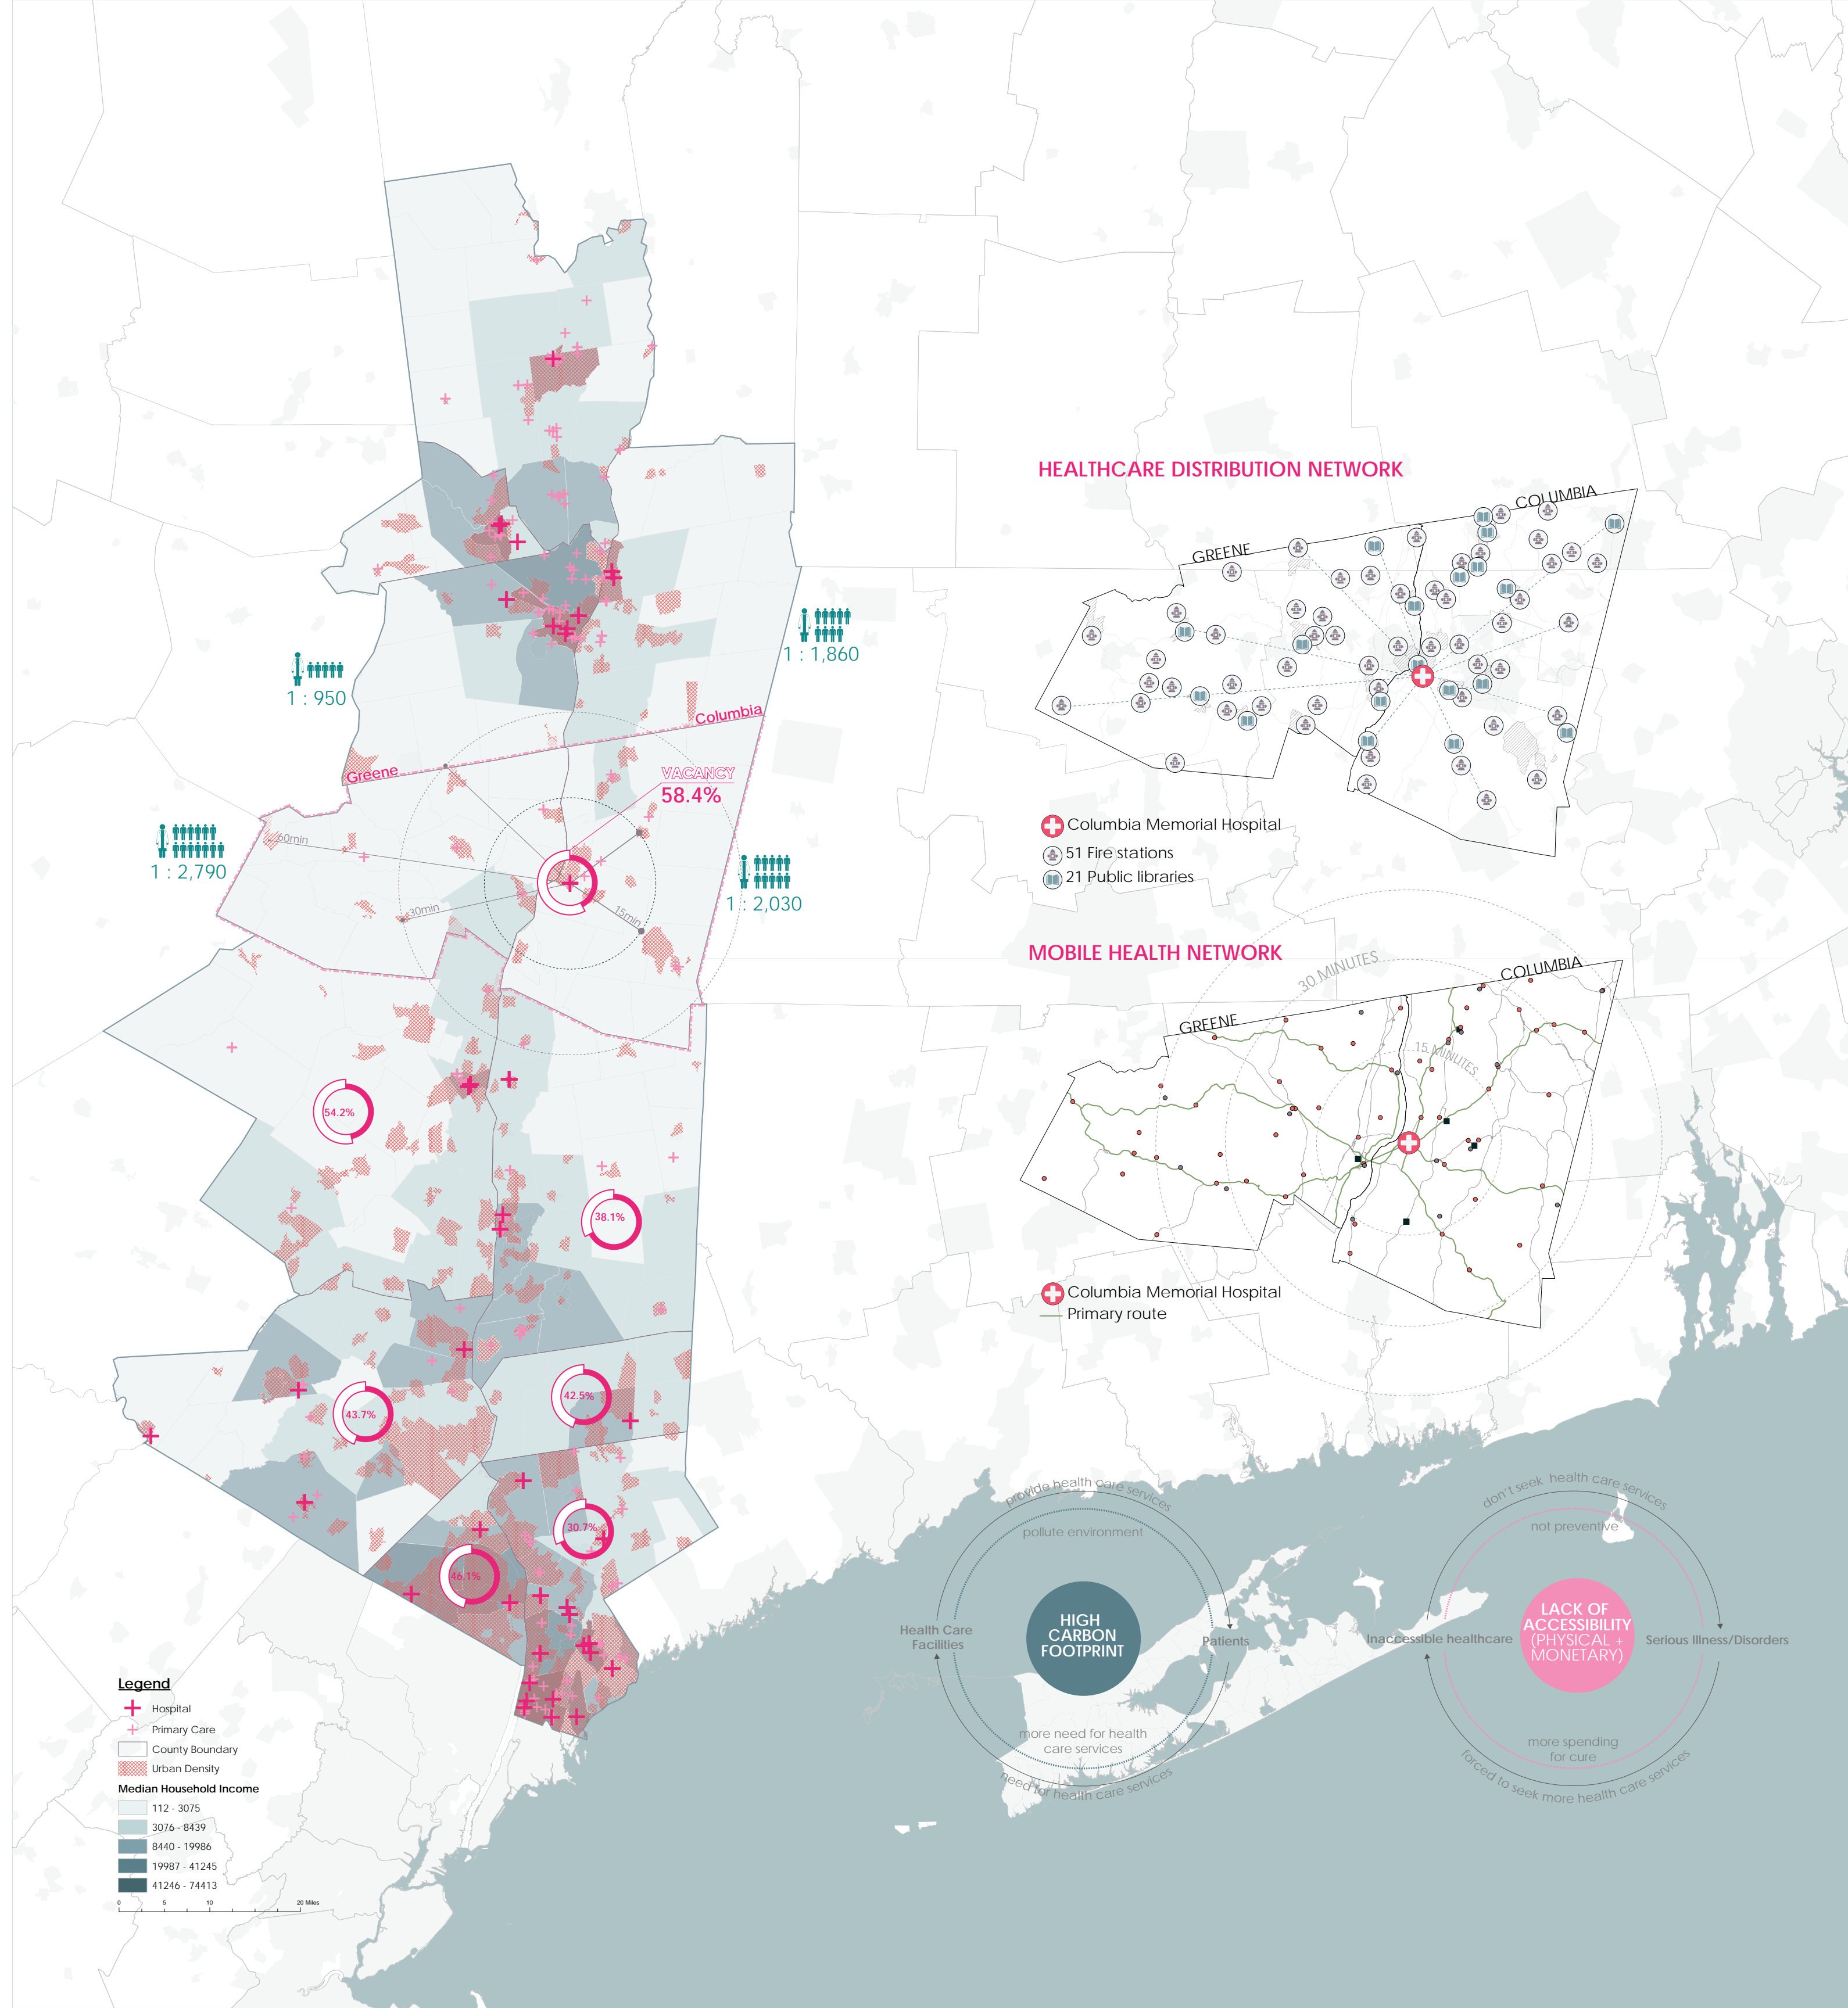 HEALTHCARE DISTRIBUTION NETWORK
GREENE
COLUMBIA
Columbia Memorial Hospital
51 Fire stations
21 Public libraries
MOBILE HEALTH NETWORK
30 MINUTES
15 MINUTES
GREENE
COLUMBIA
Columbia Memorial Hospital
Primary route
1 : 950
1 : 1,860
Columbia
Greene
VACANCY
58.4%
60min
30min
15min
1 : 2,790
1 : 2,030
54.2%
38.1%
42.5%
43.7%
30.7%
46.1%
provide health care services
pollute environment
Health Care
Facilities
HIGH
CARBON
FOOTPRINT
Patients
more need for health
care services
need for health care services
don't seek health care services
not preventive
Inaccessible healthcare
LACK OF
ACCESSIBILITY
(PHYSICAL +
MONETARY)
Serious Illness/Disorders
more spending
for cure
forced to seek more health care services
Legend
Hospital
Primary Care
County Boundary
Urban Density
Median Household Income
112 - 3075
3076 - 8439
8440 - 19986
19987 - 41245
41246 - 74413
0 5 10 20 Miles